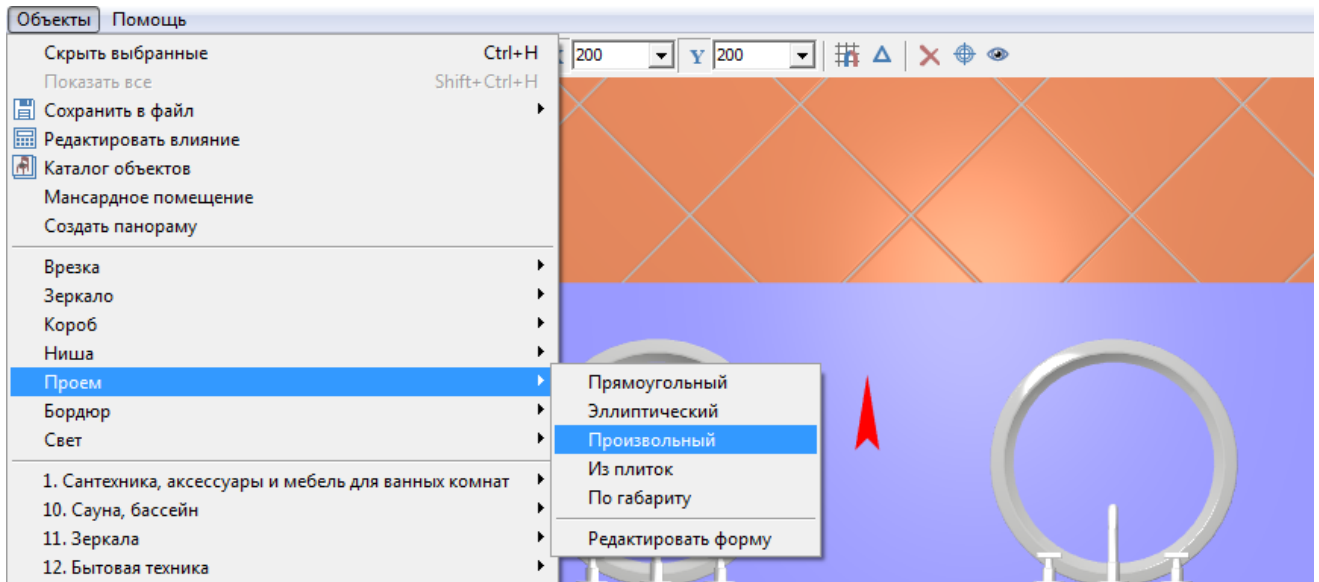 Объекты Помощь
Скрыть выбранные Ctrl+H
Показать все Shift+Ctrl+H
Сохранить в файл
Редактировать влияние
Каталог объектов
Мансардное помещение
Создать панораму
Врезка
Зеркало
Короб
Ниша
Проем
Бордюр
Свет
1. Сантехника, аксессуары и мебель для ванных комнат
10. Сауна, бассейн
11. Зеркала
12. Бытовая техника
200 Y 200
Прямоугольный
Эллиптический
Произвольный
Из плиток
По габариту
Редактировать форму